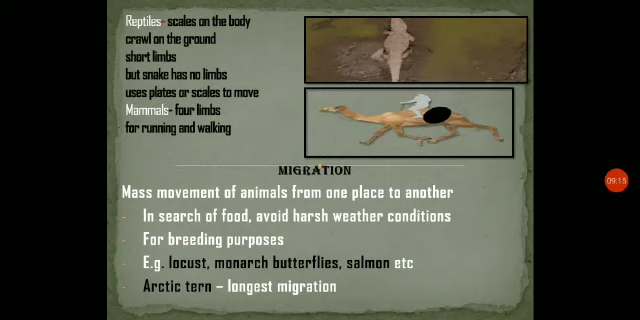 Reptiles- scales on the body
crawl on the ground
short limbs
but snake has no limbs
uses plates or scales to move
Mammals- four limbs
for running and walking
MIGRATION
Mass movement of animals from one place to another
- In search of food, avoid harsh weather conditions
- For breeding purposes
- E.g. locust, monarch butterflies, salmon etc
- Arctic tern – longest migration
09:15